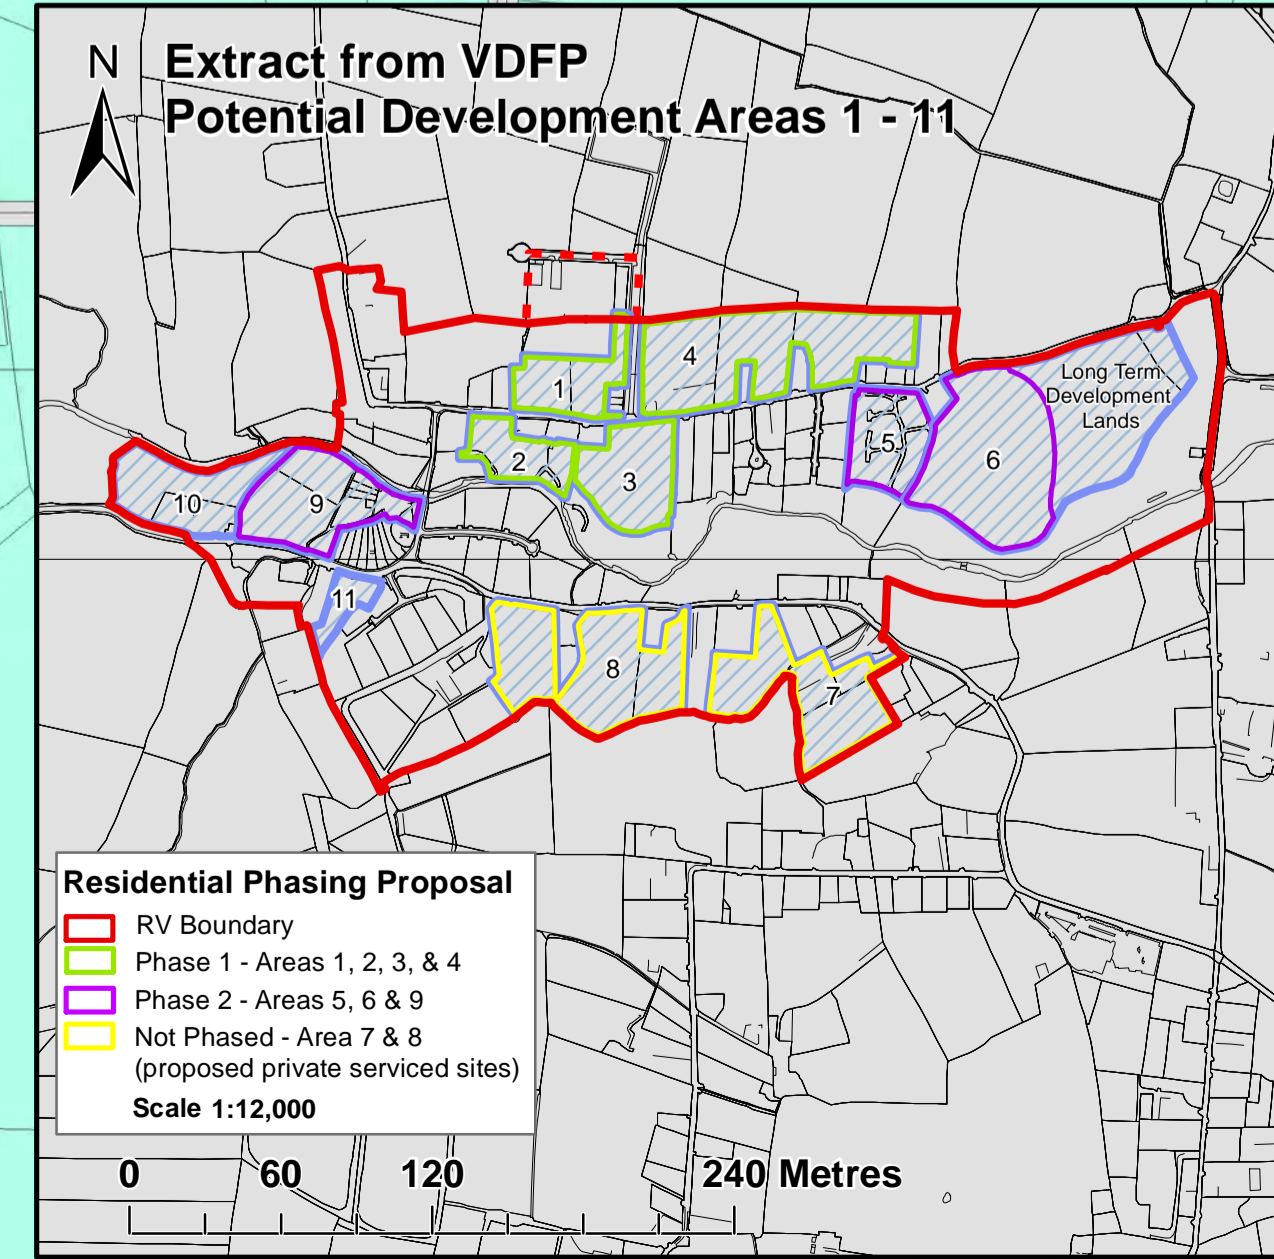 N
Extract from VDFP
Potential Development Areas 1 - 11
4
1
Long Term
Development
Lands
5
2
6
3
10
9
11
8
7
Residential Phasing Proposal
RV Boundary
Phase 1 - Areas 1, 2, 3, & 4
Phase 2 - Areas 5, 6 & 9
Not Phased - Area 7 & 8
(proposed private serviced sites)
Scale 1:12,000
0 60 120 240 Metres